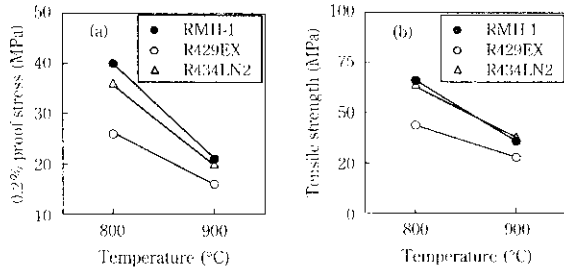 (a)
RMH-1
R429EX
R434LN2
0.2% proof stress (MPa)
50
40
30
20
10
800
900
Temperature (°C)
(b)
RMH-1
R429EX
R434LN2
Tensile strength (MPa)
100
75
50
25
0
800
900
Temperature (°C)